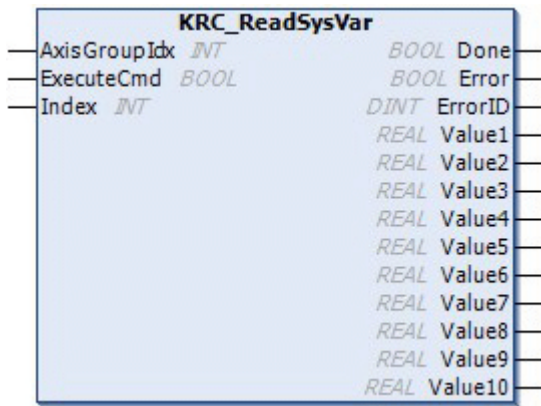 KRC_ReadSysVar
AxisGroupIdx INT BOOL Done
ExecuteCmd BOOL BOOL Error
Index INT DINT ErrorID
REAL Value1
REAL Value2
REAL Value3
REAL Value4
REAL Value5
REAL Value6
REAL Value7
REAL Value8
REAL Value9
REAL Value10